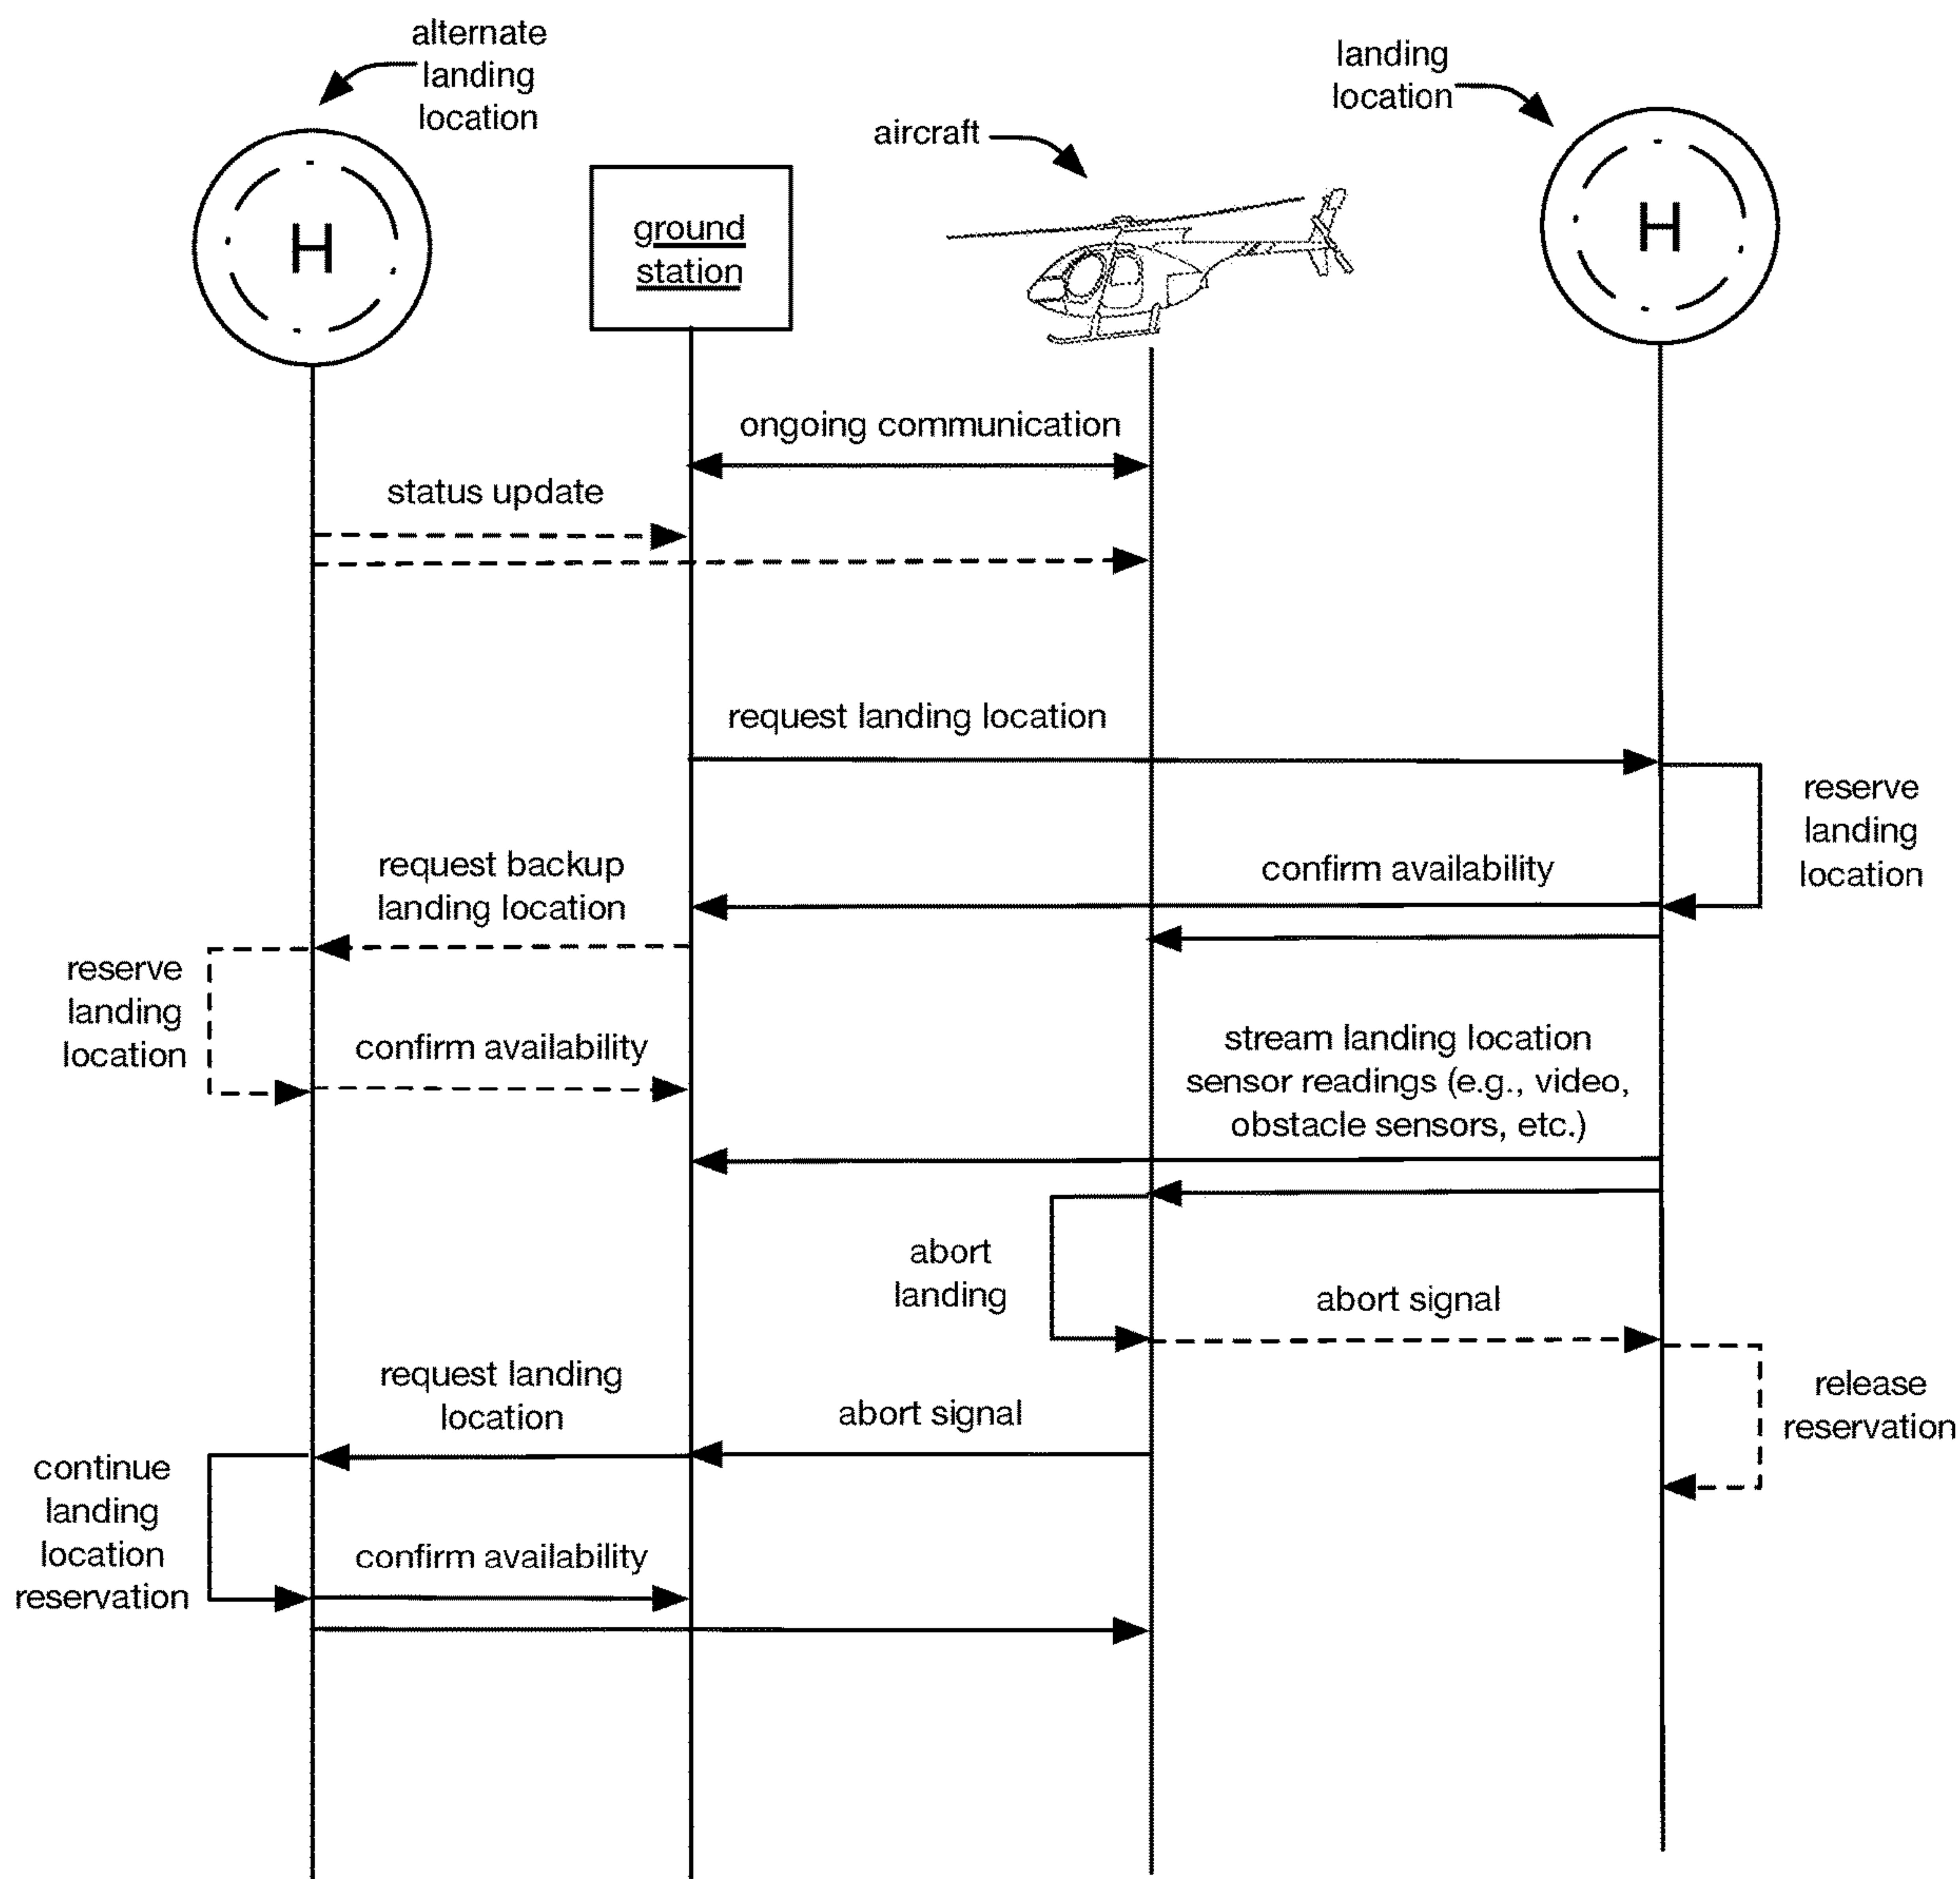 alternate
landing
location
landing
location
aircraft
H
ground
station
H
ongoing communication
status update
request landing location
reserve
landing
location
confirm availability
request backup
landing location
reserve
landing
location
confirm availability
stream landing location
sensor readings (e.g., video,
obstacle sensors, etc.)
abort
landing
abort signal
request landing
location
abort signal
release
reservation
continue
landing
location
reservation
confirm availability